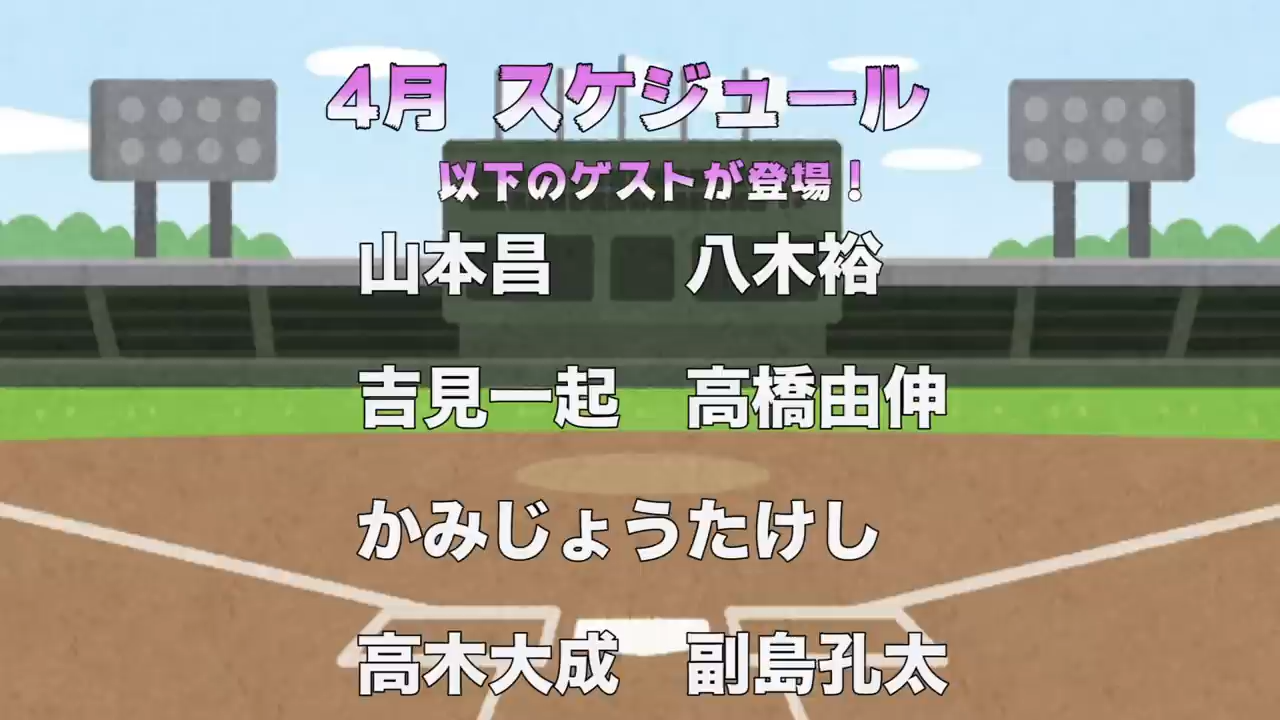 4月 スケジュール
以下のゲストが登場！
山本昌　　八木裕
吉見一起　高橋由伸
かみじょうたけし
高木大成　副島孔太